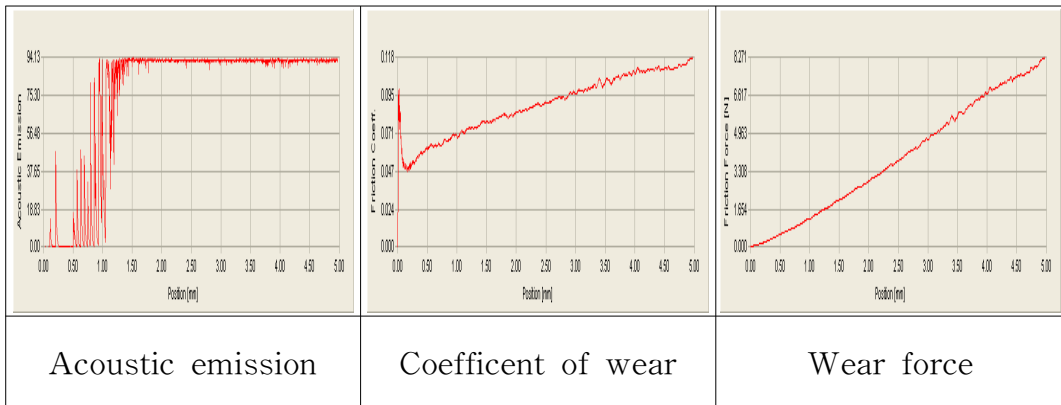 94.13
75.30
56.48
37.65
18.83
0.00
Acoustic Emission
0.00 0.50 1.00 1.50 2.00 2.50 3.00 3.50 4.00 4.50 5.00
Position [mm]
0.118
0.095
0.071
0.047
0.024
0.000
Friction Coeff.
0.00 0.50 1.00 1.50 2.00 2.50 3.00 3.50 4.00 4.50 5.00
Position [mm]
8.271
6.617
4.963
3.308
1.654
0.000
Friction Force [N]
0.00 0.50 1.00 1.50 2.00 2.50 3.00 3.50 4.00 4.50 5.00
Position [mm]
Acoustic emission
Coefficent of wear
Wear force